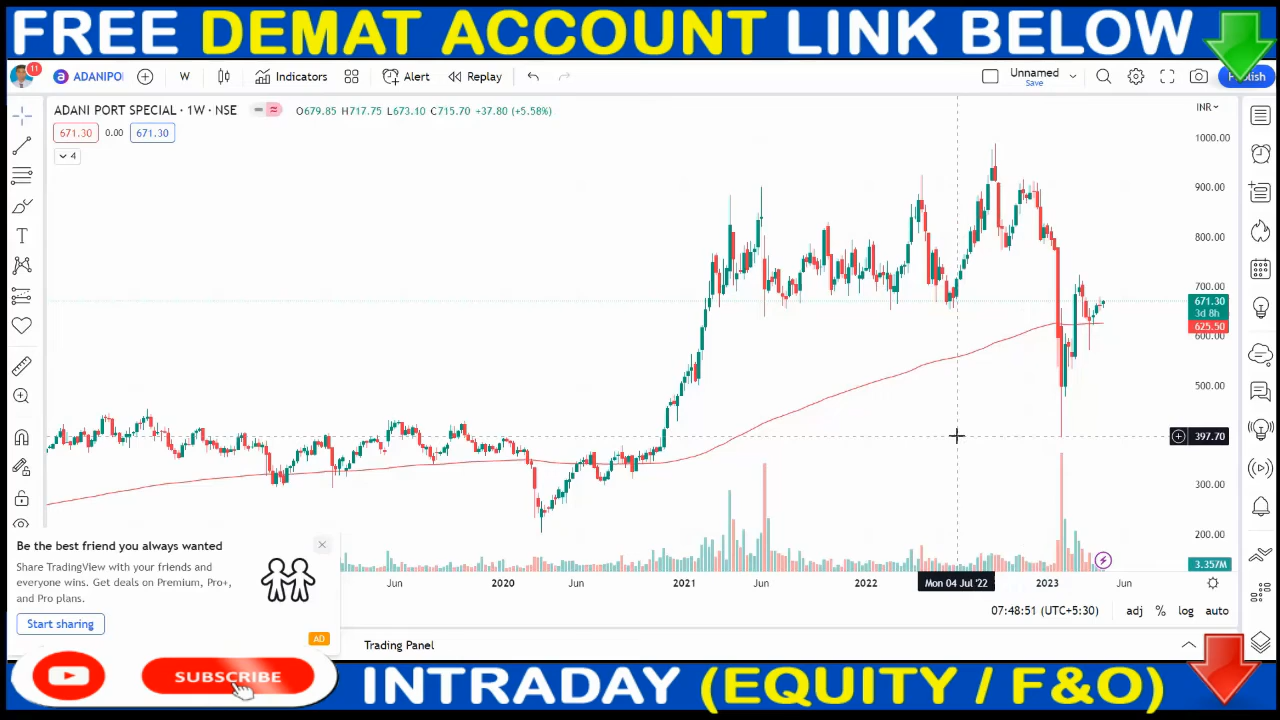 FREE DEMAT ACCOUNT LINK BELOW
11
ADANIPO
W
Indicators
Alert
Replay
Unnamed
Save
Publish
ADANI PORT SPECIAL · 1W · NSE
O679.85 H717.75 L673.10 C715.70 +37.80 (+5.58%)
INR
671.30 0.00 671.30
4
1000.00
900.00
800.00
700.00
671.30
3d 8h
625.50
600.00
500.00
397.70
300.00
200.00
3.357M
Be the best friend you always wanted
Share TradingView with your friends and
everyone wins. Get deals on Premium, Pro+,
and Pro plans.
Start sharing
AD
Jun 2020 Jun 2021 Jun 2022 Mon 04 Jul '22 2023 Jun
07:48:51 (UTC+5:30) adj % log auto
Trading Panel
SUBSCRIBE
INTRADAY (EQUITY / F&O)